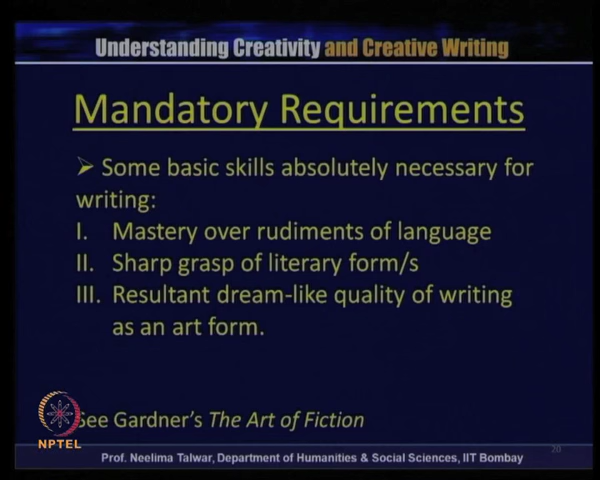 Understanding Creativity and Creative Writing
Mandatory Requirements
➢ Some basic skills absolutely necessary for
writing:
I. Mastery over rudiments of language
II. Sharp grasp of literary form/s
III. Resultant dream-like quality of writing
as an art form.
See Gardner's The Art of Fiction
NPTEL
20
Prof. Neelima Talwar, Department of Humanities & Social Sciences, IIT Bombay